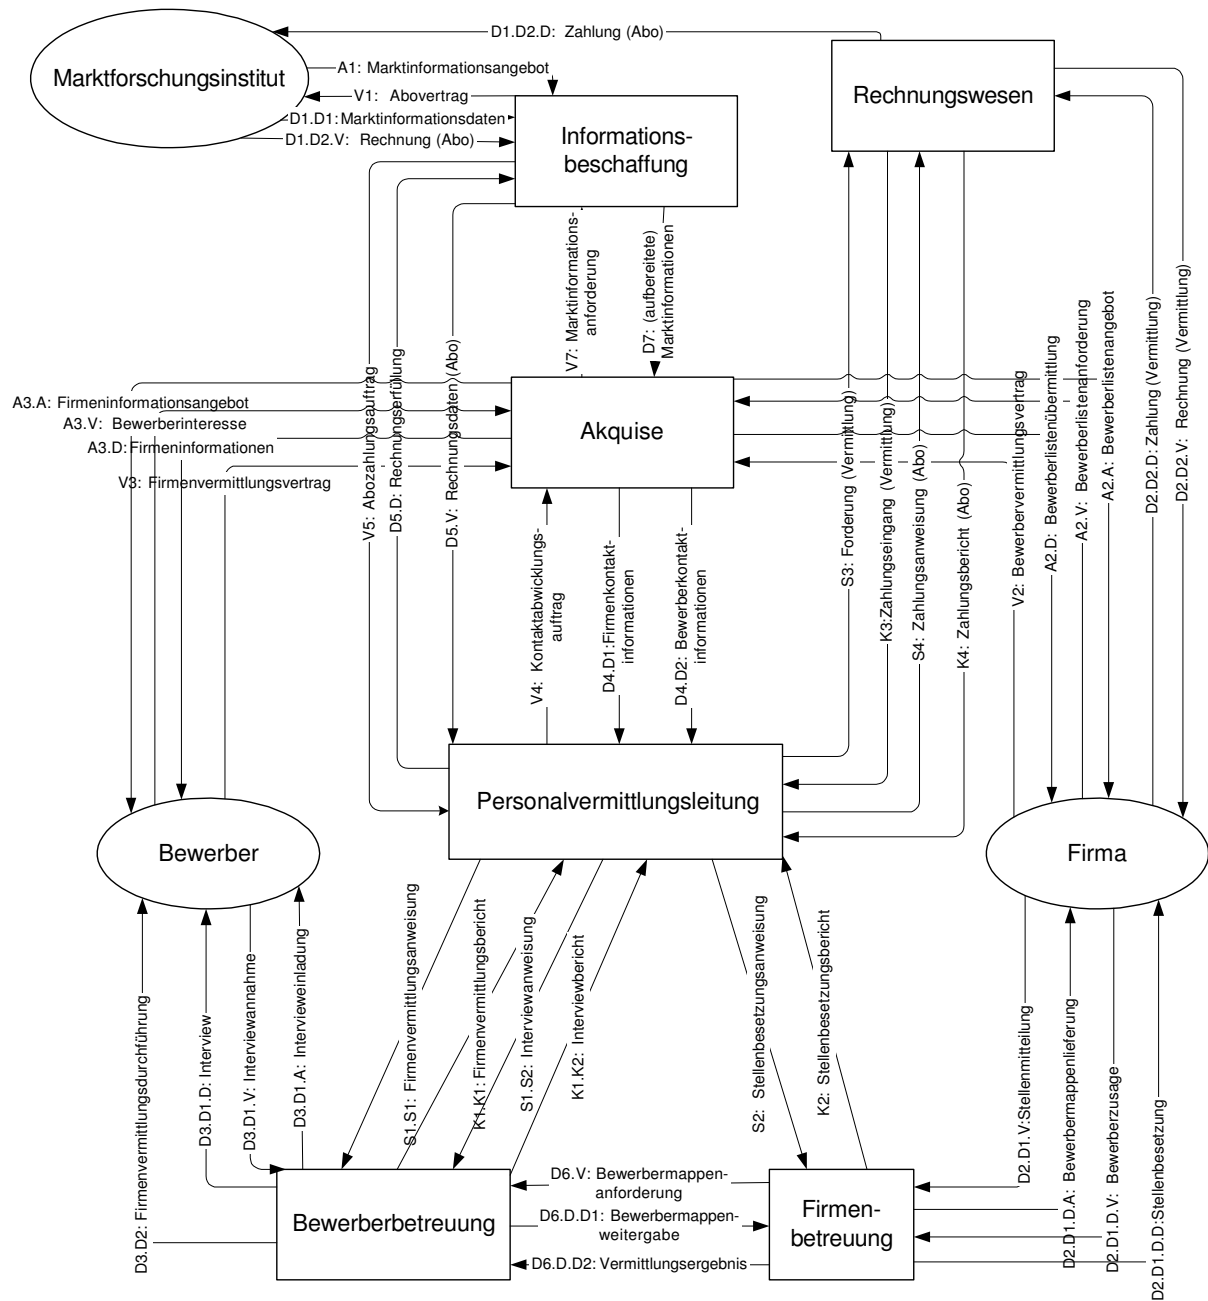 D1.D2.D: Zahlung (Abo)
Marktforschungsinstitut
A1: Marktinformationsangebot
V1: Abovertrag
D1.D1:Marktinformationsdaten
D1.D2.V: Rechnung (Abo)
Informations-
beschaffung
Rechnungswesen
V7: Marktinformations-
anforderung
D7: (aufbereitete)
Marktinformationen
A3.A: Firmeninformationsangebot
A3.V: Bewerberinteresse
A3.D:Firmeninformationen
V3: Firmenvermittlungsvertrag
V5: Abozahlungsauftrag
D5.D: Rechnungserfüllung
D5.V: Rechnungsdaten (Abo)
Akquise
S3: Forderung (Vermittlung)
K3:Zahlungseingang (Vermittlung)
S4: Zahlungsanweisung (Abo)
K4: Zahlungsbericht (Abo)
V2: Bewerbervermittlungsvertrag
A2.D: Bewerberlistenübermittlung
A2.V: Bewerberlistenanforderung
A2.A: Bewerberlistenangebot
D2.D2.D: Zahlung (Vermittlung)
D2.D2.V: Rechnung (Vermittlung)
V4: Kontaktabwicklungs-
auftrag
D4.D1:Firmenkontakt-
informationen
D4.D2: Bewerberkontakt-
informationen
Personalvermittlungsleitung
Bewerber
Firma
D3.D2: Firmenvermittlungsdurchführung
D3.D1.D: Interview
D3.D1.V: Interviewannahme
D3.D1.A: Intervieweinladung
S1.S1: Firmenvermittlungsanweisung
K1.K1: Firmenvermittlungsbericht
S1.S2: Interviewanweisung
K1.K2: Interviewbericht
S2: Stellenbesetzungsanweisung
K2: Stellenbesetzungsbericht
D2.D1.V:Stellenmitteilung
D2.D1.D.A: Bewerbermappenlieferung
D2.D1.D.V: Bewerberzusage
D2.D1.D.D:Stellenbesetzung
Bewerberbetreuung
D6.V: Bewerbermappen-
anforderung
D6.D.D1: Bewerbermappen-
weitergabe
D6.D.D2: Vermittlungsergebnis
Firmen-
betreuung